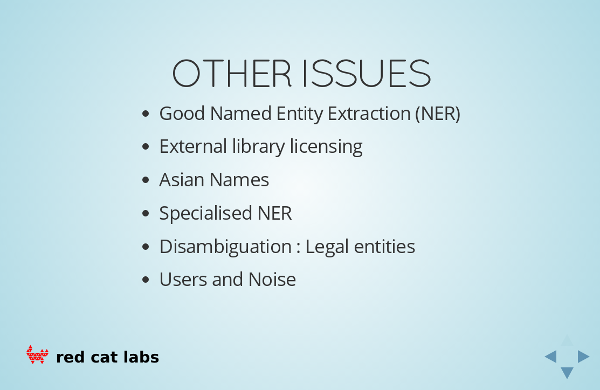 OTHER ISSUES
Good Named Entity Extraction (NER)
External library licensing
Asian Names
Specialised NER
Disambiguation : Legal entities
Users and Noise
red cat labs